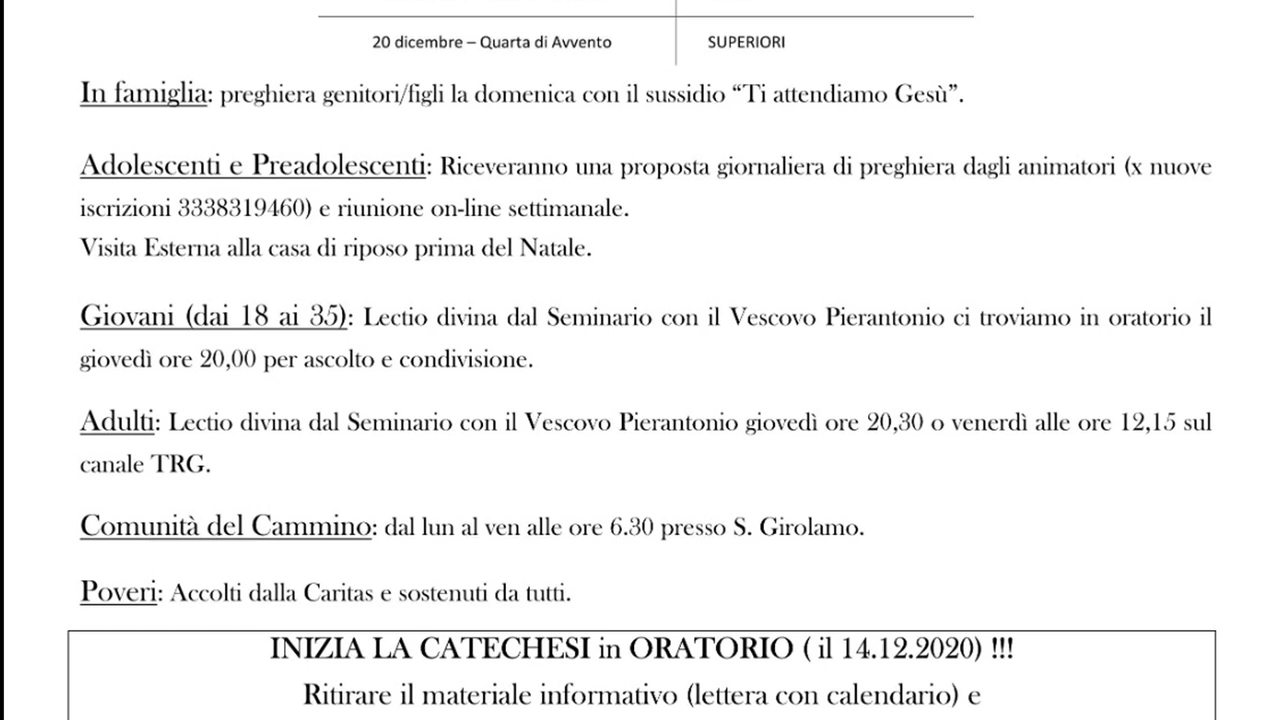 20 dicembre – Quarta di Avvento SUPERIORI
In famiglia: preghiera genitori/figli la domenica con il sussidio “Ti attendiamo Gesù”.
Adolescenti e Preadolescenti: Riceveranno una proposta giornaliera di preghiera dagli animatori (x nuove
iscrizioni 3338319460) e riunione on-line settimanale.
Visita Esterna alla casa di riposo prima del Natale.
Giovani (dai 18 ai 35): Lectio divina dal Seminario con il Vescovo Pierantonio ci troviamo in oratorio il
giovedì ore 20,00 per ascolto e condivisione.
Adulti: Lectio divina dal Seminario con il Vescovo Pierantonio giovedì ore 20,30 o venerdì alle ore 12,15 sul
canale TRG.
Comunità del Cammino: dal lun al ven alle ore 6.30 presso S. Girolamo.
Poveri: Accolti dalla Caritas e sostenuti da tutti.
INIZIA LA CATECHESI in ORATORIO ( il 14.12.2020) !!!
Ritirare il materiale informativo (lettera con calendario) e